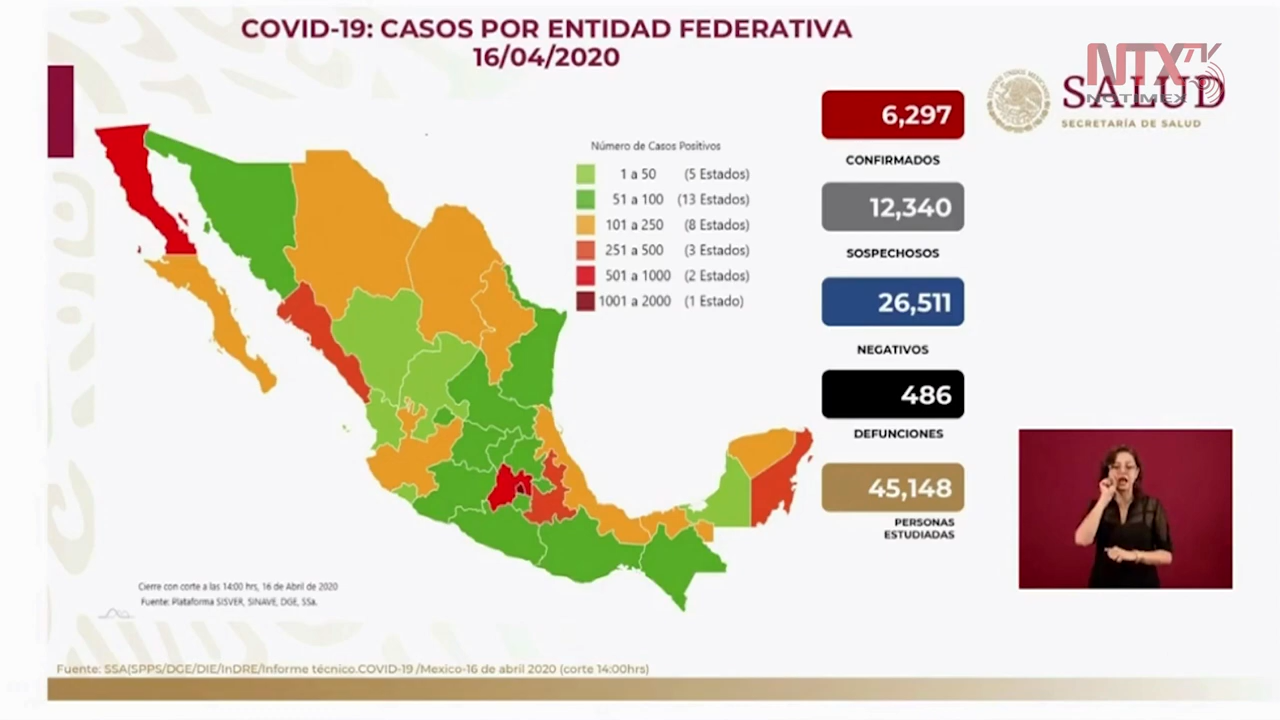 COVID-19: CASOS POR ENTIDAD FEDERATIVA
16/04/2020
NTX
NOTIMEX
SALUD
SECRETARÍA DE SALUD
6,297
CONFIRMADOS
12,340
SOSPECHOSOS
26,511
NEGATIVOS
486
DEFUNCIONES
45,148
PERSONAS
ESTUDIADAS
Número de Casos Positivos
1 a 50 (5 Estados)
51 a 100 (13 Estados)
101 a 250 (8 Estados)
251 a 500 (3 Estados)
501 a 1000 (2 Estados)
1001 a 2000 (1 Estado)
Cierre con corte a las 14:00 hrs, 16 de Abril de 2020
Fuente: Plataforma SISVER, SINAVE, DGE, SSa.
Fuente: SSA(SPPS/DGE/DIE/InDRE/Informe técnico.COVID-19 /Mexico-16 de abril 2020 (corte 14:00hrs)